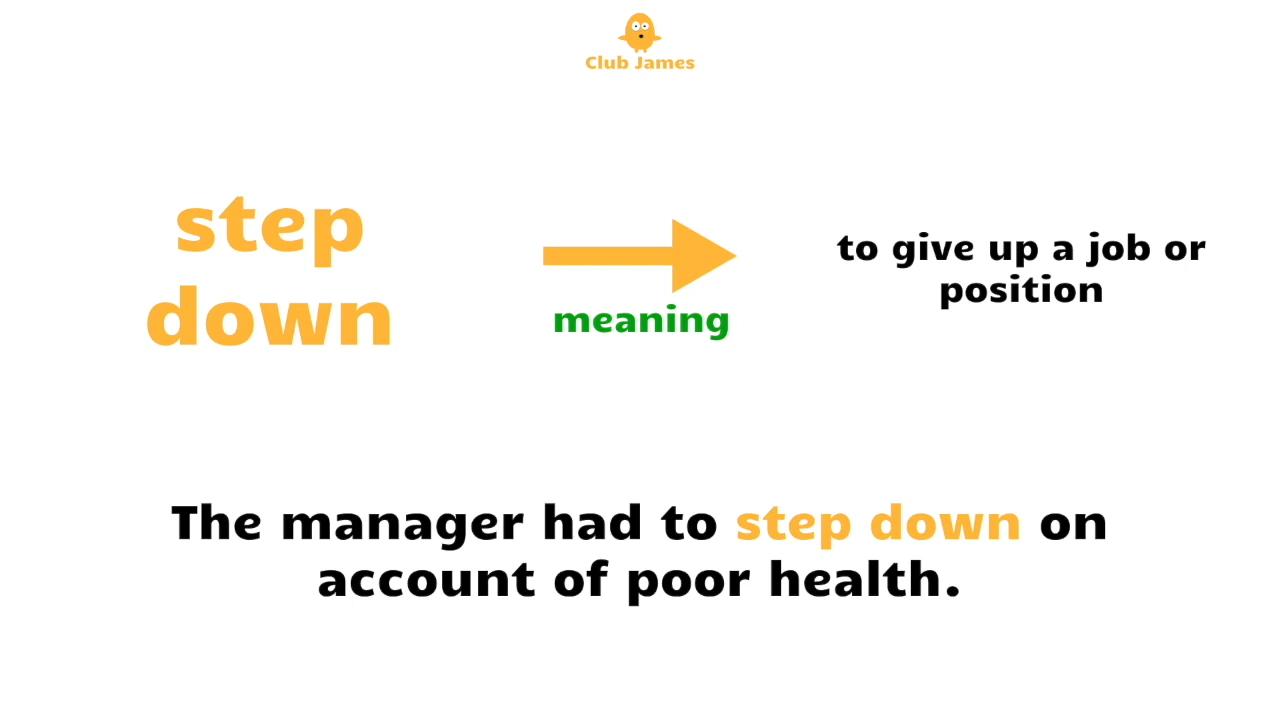 Club James
step
down
meaning
to give up a job or
position
The manager had to step down on
account of poor health.